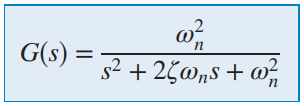 G(s) = ω_n^2 / (s^2 + 2ζω_n s + ω_n^2)